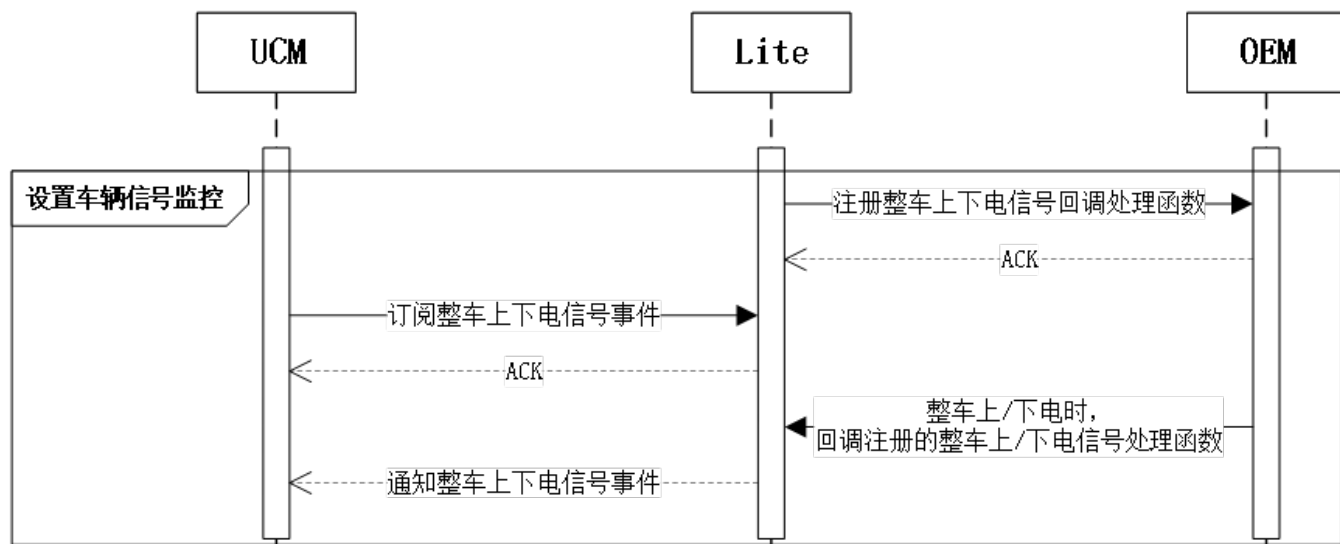 UCM
Lite
OEM
设置车辆信号监控
注册整车上下电信号回调处理函数
ACK
订阅整车上下电信号事件
ACK
整车上/下电时,
回调注册的整车上/下电信号处理函数
通知整车上下电信号事件